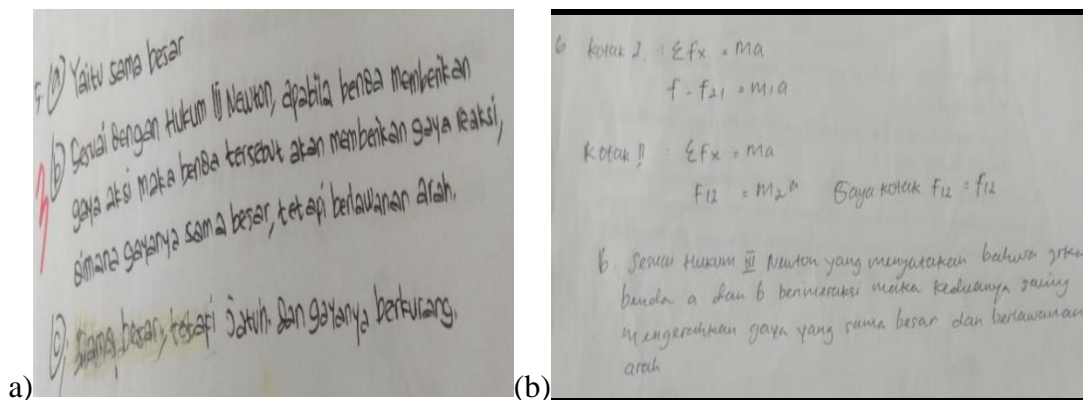 5. (a) Yaitu sama besar
3
(b) Sesuai dengan Hukum III Newton, apabila benda memberikan
gaya aksi maka benda tersebut akan memberikan gaya reaksi,
dimana gayanya sama besar, tetapi berlawanan arah.
(c) sama besar, tetapi Jatuh dan gayanya berkurang.
a)
6. Kotak I : Σfx = ma
f - f21 = m1a
Kotak II : Σfx = ma
f12 = m2a Gaya kotak f12 = f12
b. Sesuai Hukum III Newton yang menyatakan bahwa jika
benda a dan b berinteraksi maka keduanya saling
mengerahkan gaya yang sama besar dan berlawanan
arah
(b)